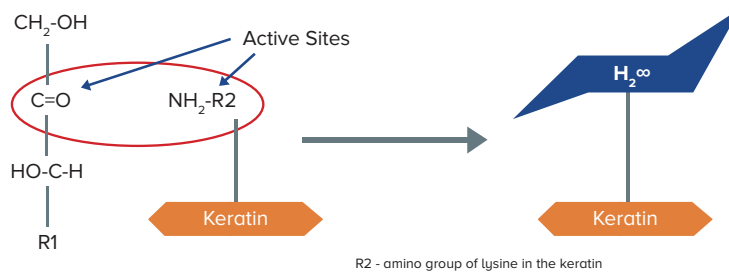 CH₂-OH
Active Sites
C=O
NH₂-R2
HO-C-H
Keratin
R1
H₂∞
Keratin
R2 - amino group of lysine in the keratin